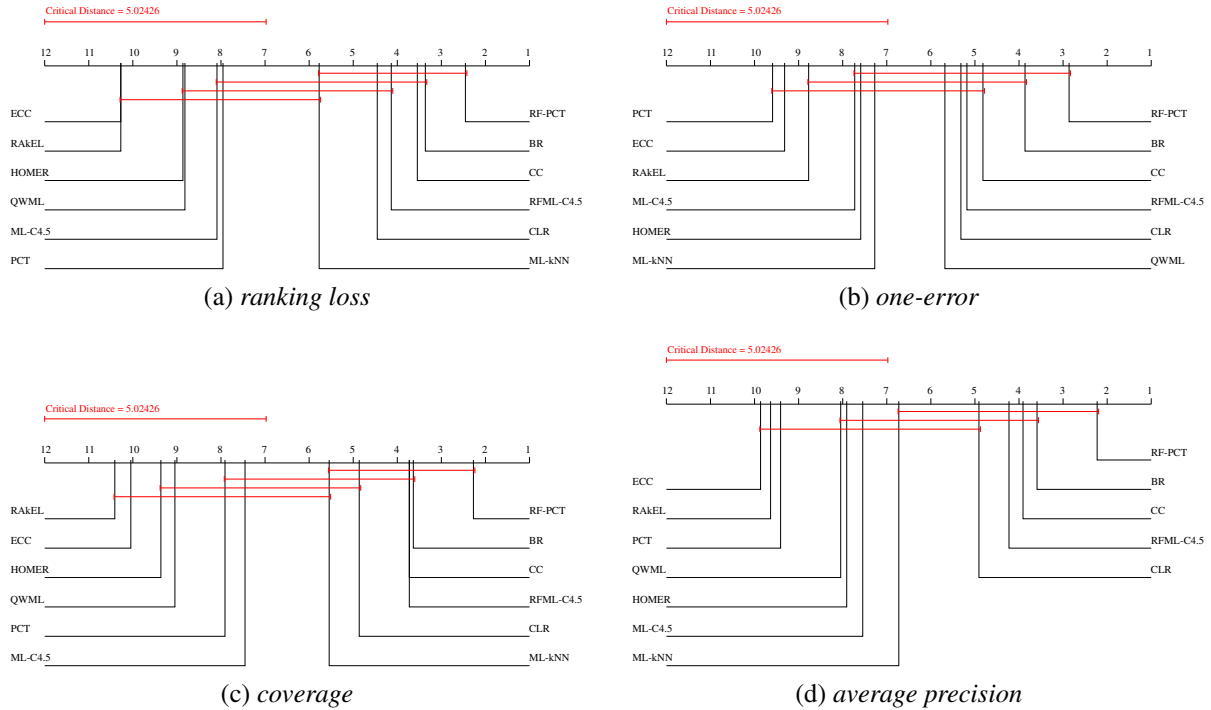 Critical Distance = 5.02426
12 11 10 9 8 7 6 5 4 3 2 1
ECC RF-PCT
RAkEL BR
HOMER CC
QWML RFML-C4.5
ML-C4.5 CLR
PCT ML-kNN
(a) ranking loss
Critical Distance = 5.02426
12 11 10 9 8 7 6 5 4 3 2 1
PCT RF-PCT
ECC BR
RAkEL CC
ML-C4.5 RFML-C4.5
HOMER CLR
ML-kNN QWML
(b) one-error
Critical Distance = 5.02426
12 11 10 9 8 7 6 5 4 3 2 1
RAkEL RF-PCT
ECC BR
HOMER CC
QWML RFML-C4.5
PCT CLR
ML-C4.5 ML-kNN
(c) coverage
Critical Distance = 5.02426
12 11 10 9 8 7 6 5 4 3 2 1
RF-PCT
ECC BR
RAkEL CC
PCT RFML-C4.5
QWML CLR
HOMER
ML-C4.5
ML-kNN
(d) average precision